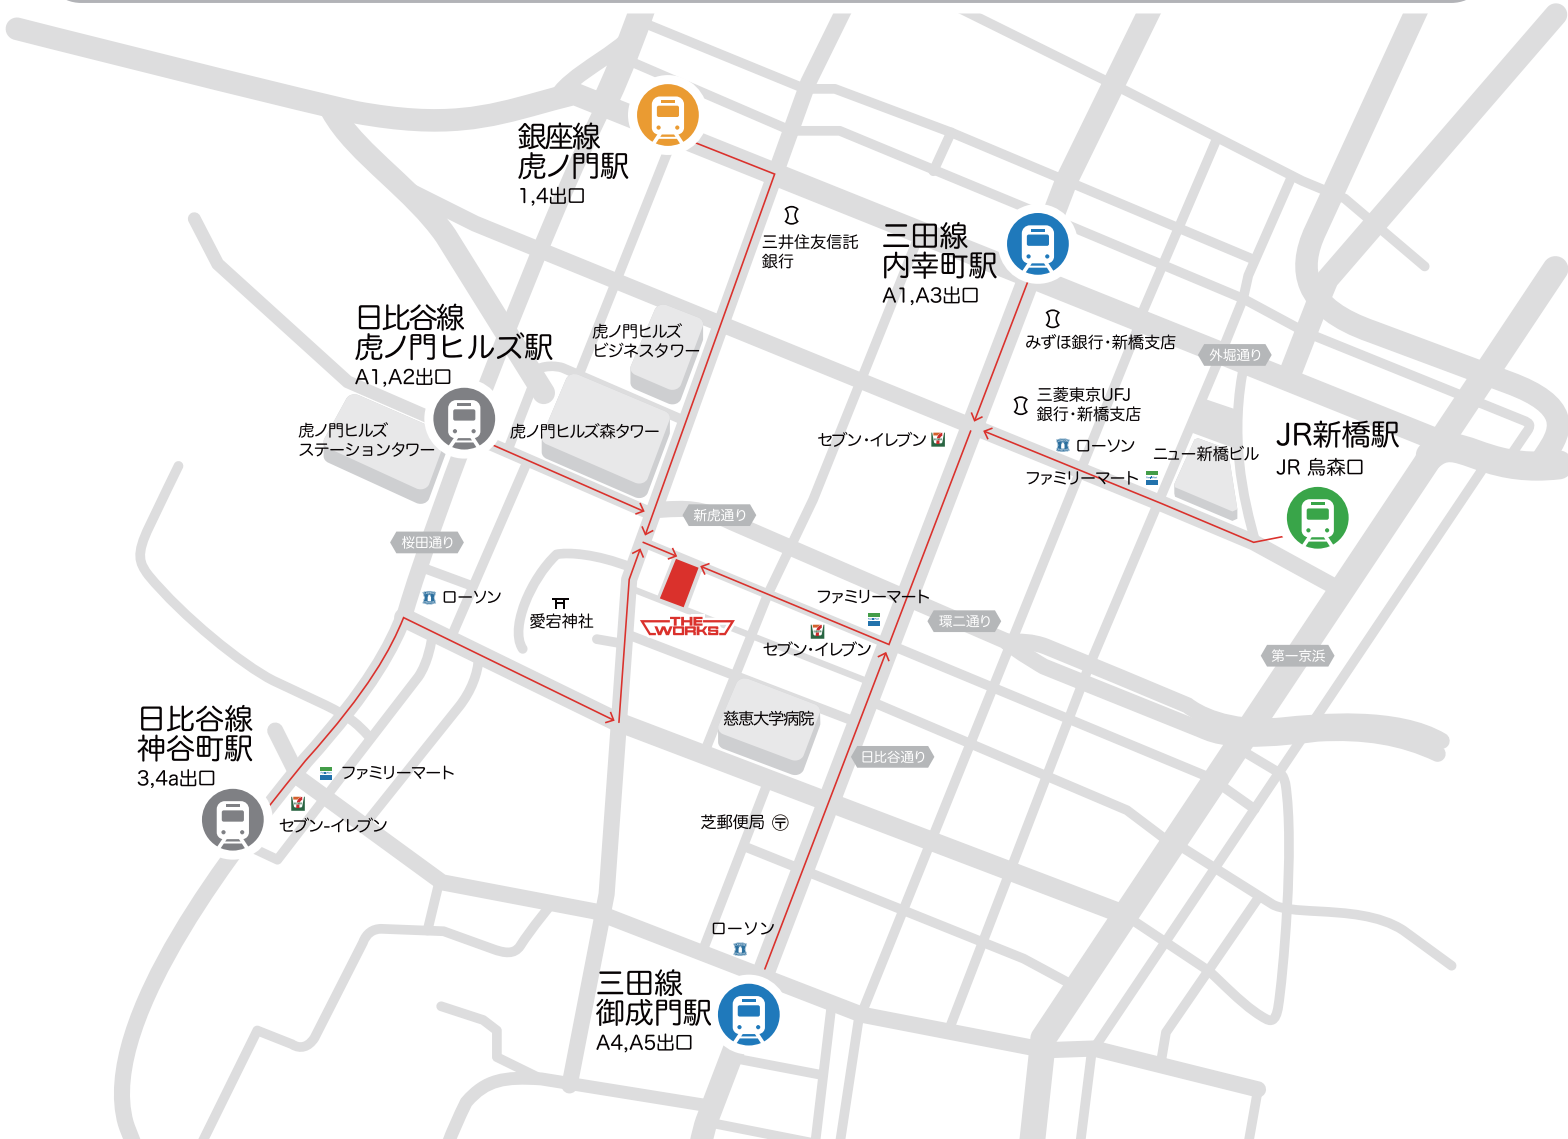 銀座線
虎ノ門駅
1,4出口
三井住友信託
銀行
三田線
内幸町駅
A1,A3出口
日比谷線
虎ノ門ヒルズ駅
A1,A2出口
虎ノ門ヒルズ
ビジネスタワー
みずほ銀行・新橋支店
外堀通り
三菱東京UFJ
銀行・新橋支店
虎ノ門ヒルズ
ステーションタワー
虎ノ門ヒルズ森タワー
セブン・イレブン
ローソン
ニュー新橋ビル
ファミリーマート
JR新橋駅
JR 烏森口
新虎通り
桜田通り
ローソン
愛宕神社
THE
WORKS
ファミリーマート
セブン・イレブン
環二通り
第一京浜
慈恵大学病院
日比谷通り
日比谷線
神谷町駅
3,4a出口
ファミリーマート
セブン-イレブン
芝郵便局
ローソン
三田線
御成門駅
A4,A5出口